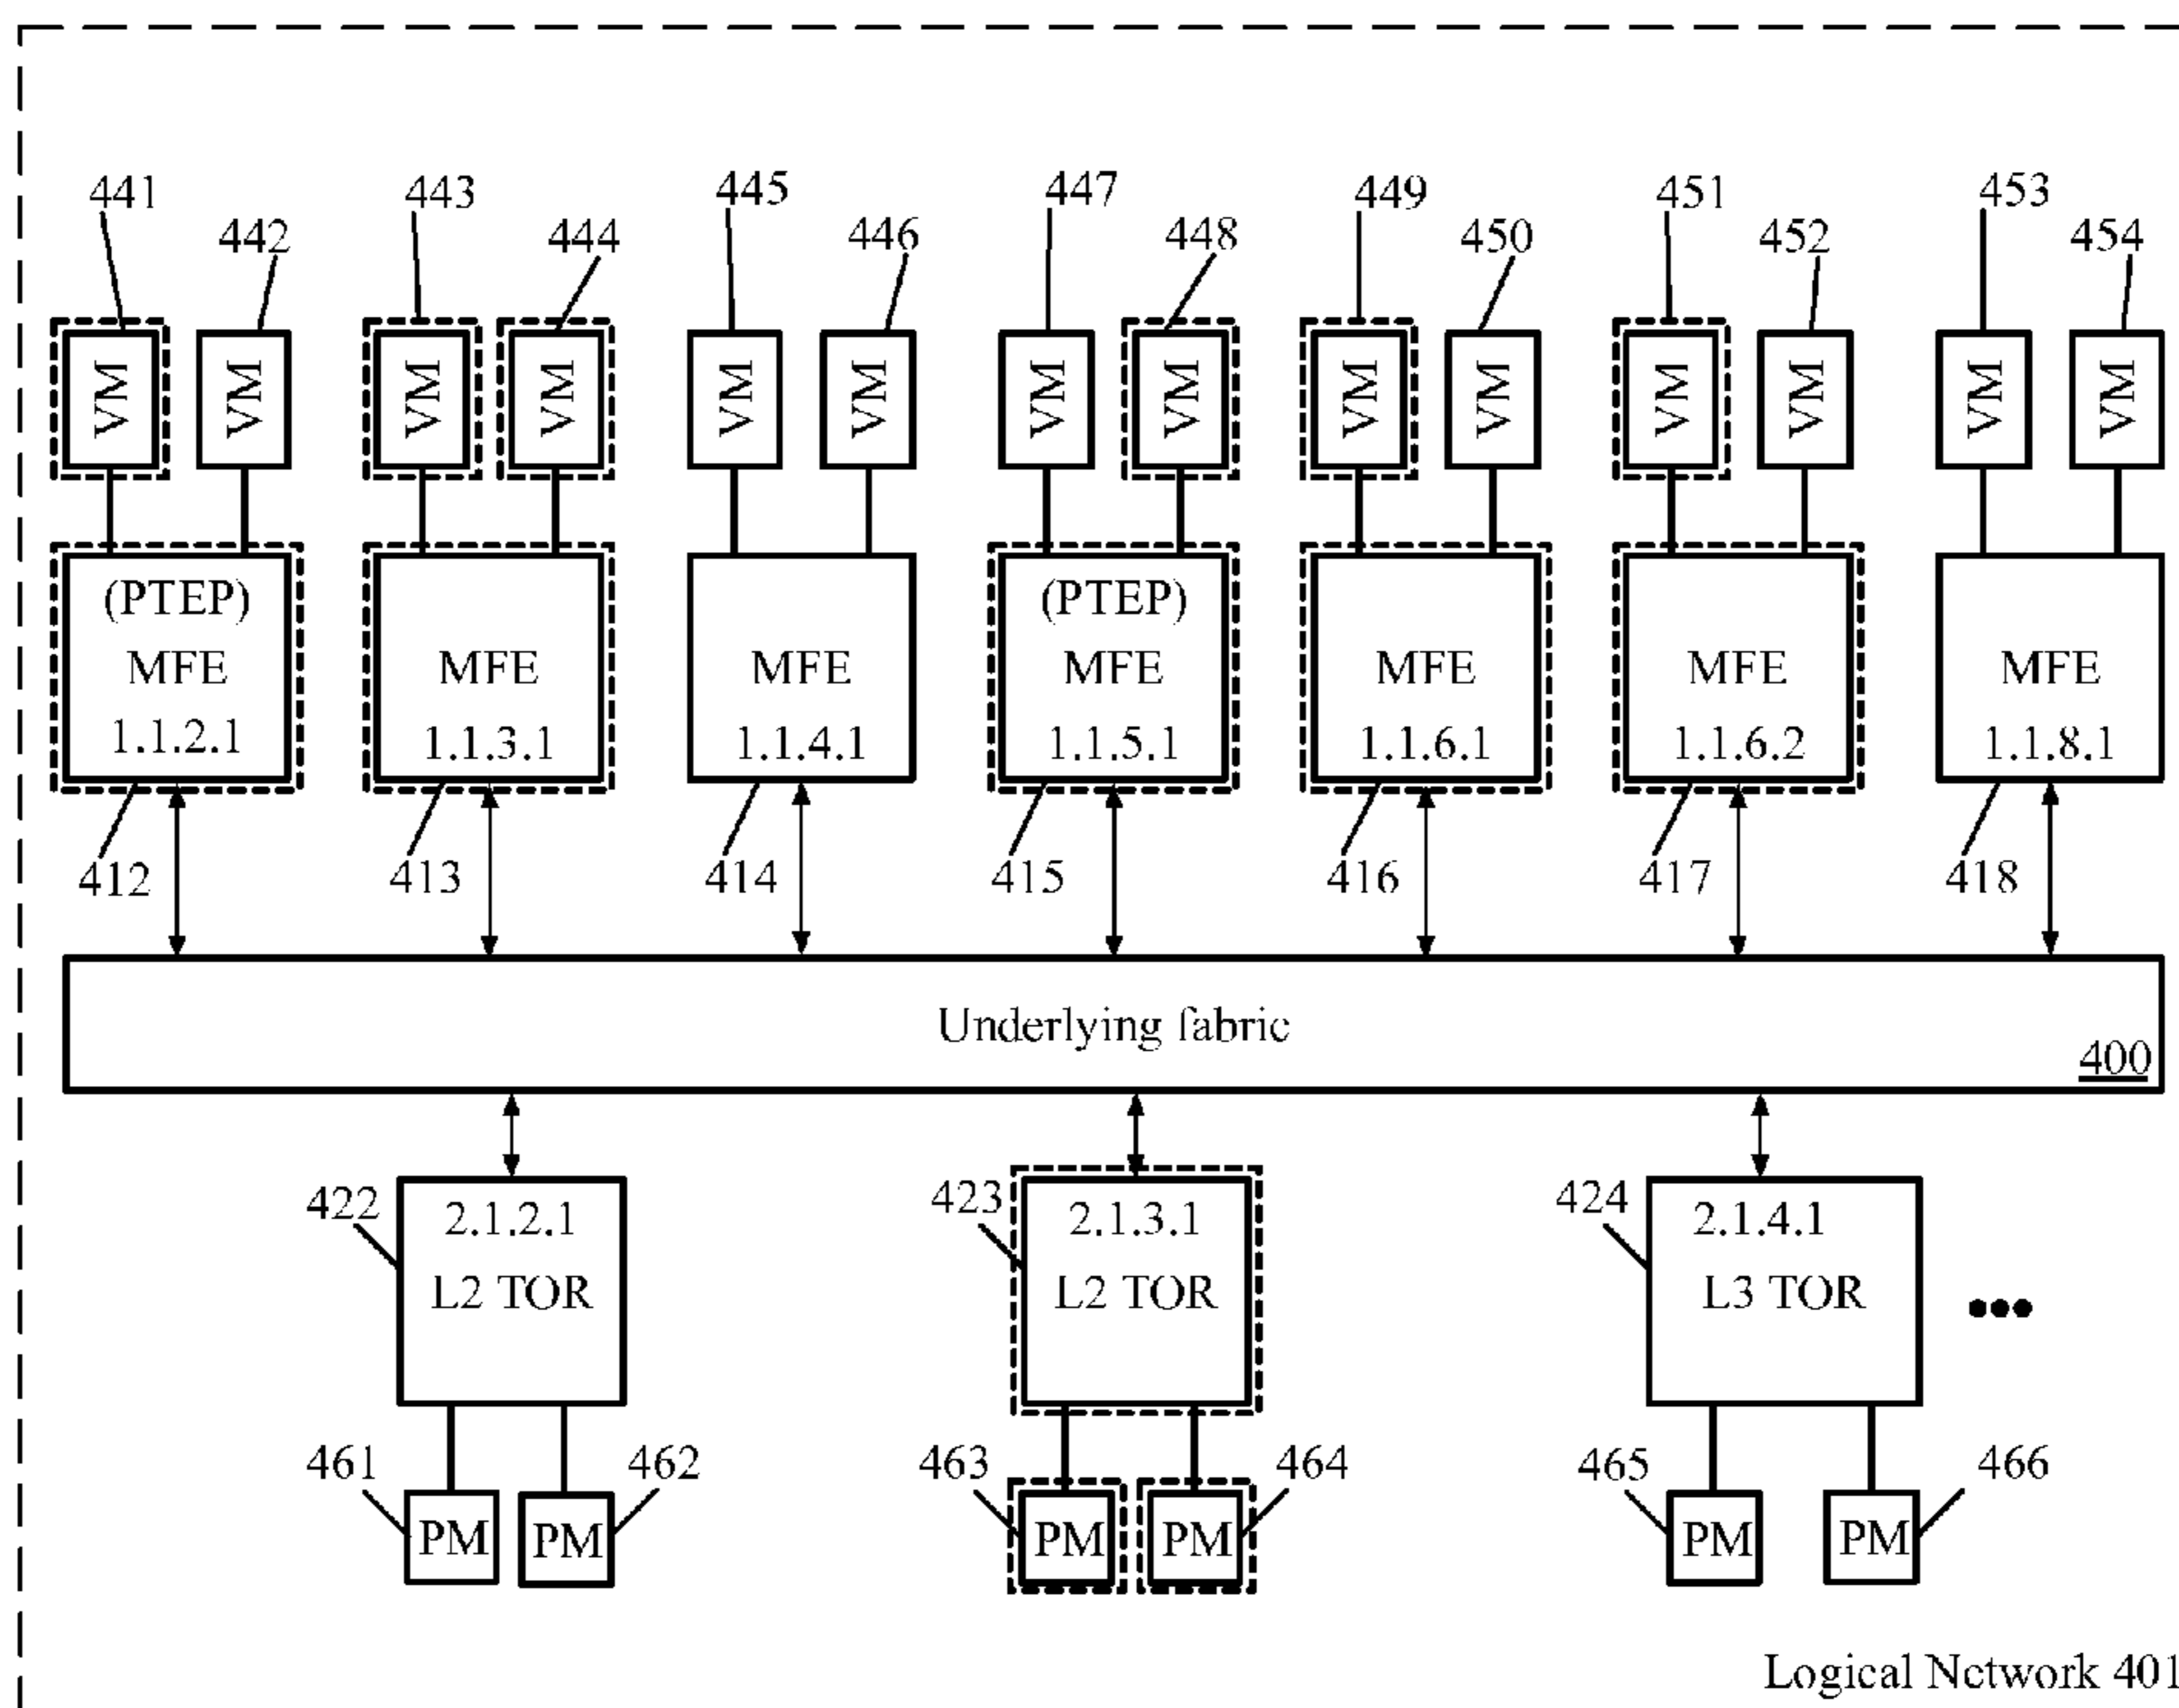 441
442
443
444
445
446
447
448
449
450
451
452
453
454
VM
VM
VM
VM
VM
VM
VM
VM
VM
VM
VM
VM
VM
VM
(PTEP)
MFE
1.1.2.1
MFE
1.1.3.1
MFE
1.1.4.1
(PTEP)
MFE
1.1.5.1
MFE
1.1.6.1
MFE
1.1.6.2
MFE
1.1.8.1
412
413
414
415
416
417
418
Underlying fabric
400
422
2.1.2.1
L2 TOR
423
2.1.3.1
L2 TOR
424
2.1.4.1
L3 TOR
461
PM
PM
462
463
PM
PM
464
465
PM
PM
466
Logical Network 401